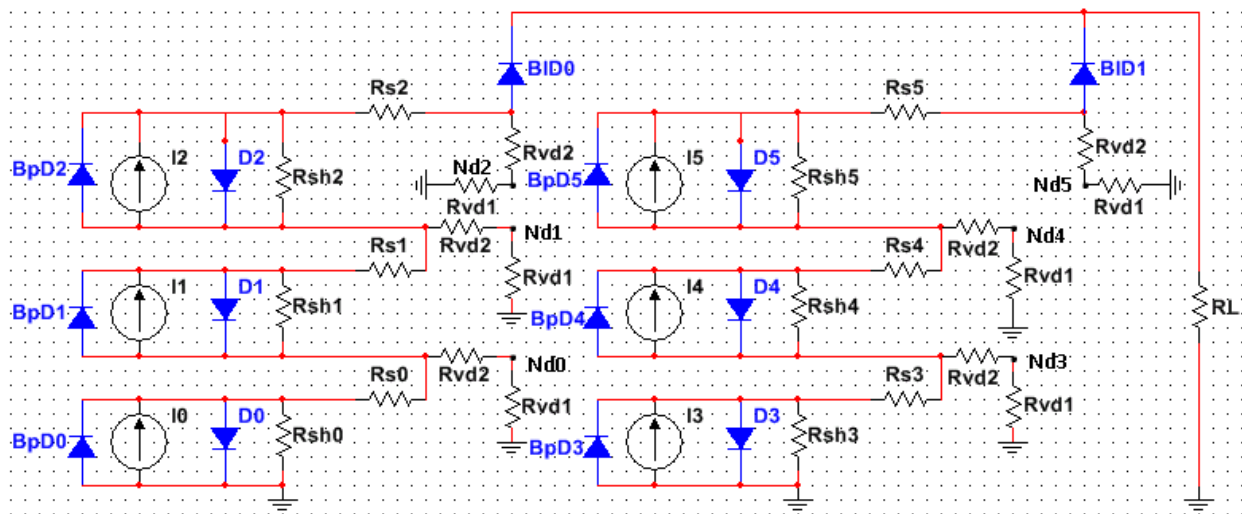 BlD0 BlD1
Rs2 Rs5
BpD2 I2 D2 Rsh2 Rvd2 BpD5 I5 D5 Rsh5 Rvd2
Nd2 Nd5
Rvd1 Rvd1
Rs1 Rvd2 Nd1 Rs4 Rvd2 Nd4
BpD1 I1 D1 Rsh1 Rvd1 BpD4 I4 D4 Rsh4 Rvd1 RL
Rs0 Rvd2 Nd0 Rs3 Rvd2 Nd3
BpD0 I0 D0 Rsh0 Rvd1 BpD3 I3 D3 Rsh3 Rvd1